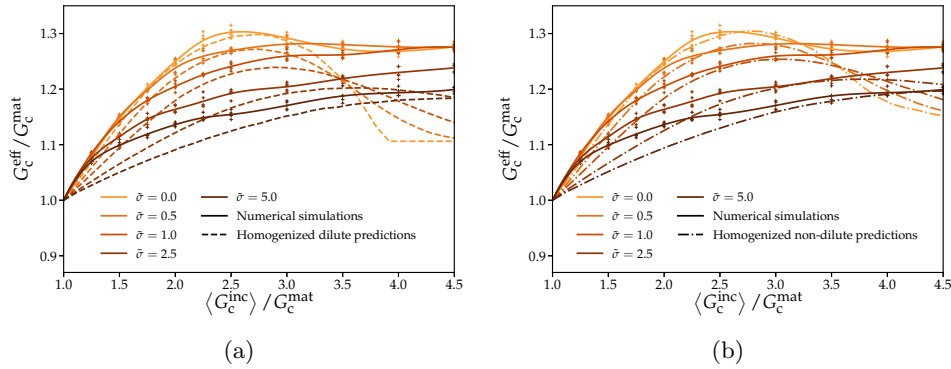 1.3
1.2
1.1
1.0
0.9
G_c^eff / G_c^mat
1.0 1.5 2.0 2.5 3.0 3.5 4.0 4.5
⟨G_c^inc⟩ / G_c^mat
σ̃ = 0.0
σ̃ = 0.5
σ̃ = 1.0
σ̃ = 2.5
σ̃ = 5.0
Numerical simulations
Homogenized dilute predictions
(a)
1.3
1.2
1.1
1.0
0.9
G_c^eff / G_c^mat
1.0 1.5 2.0 2.5 3.0 3.5 4.0 4.5
⟨G_c^inc⟩ / G_c^mat
σ̃ = 0.0
σ̃ = 0.5
σ̃ = 1.0
σ̃ = 2.5
σ̃ = 5.0
Numerical simulations
Homogenized non-dilute predictions
(b)